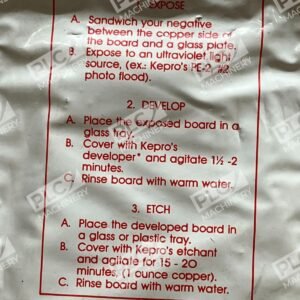 EXPOSE
A. Sandwich your negative
between the copper side of
the board and a glass plate.
B. Expose to an ultraviolet light
source, (ex: Kepro's PE-2, #2
photo flood).
2. DEVELOP
A. Place the exposed board in a
glass tray.
B. Cover with Kepro's
developer* and agitate 1½ -2
minutes.
C. Rinse board with warm water.
3. ETCH
A. Place the developed board in
a glass or plastic tray.
B. Cover with Kepro's etchant
and agitate for 15 - 20
minutes, (1 ounce copper).
C. Rinse board with warm water.